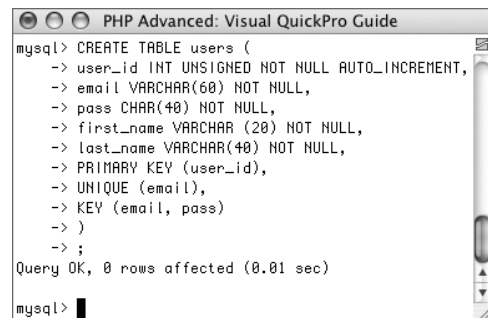 PHP Advanced: Visual QuickPro Guide
mysql> CREATE TABLE users (
    -> user_id INT UNSIGNED NOT NULL AUTO_INCREMENT,
    -> email VARCHAR(60) NOT NULL,
    -> pass CHAR(40) NOT NULL,
    -> first_name VARCHAR (20) NOT NULL,
    -> last_name VARCHAR(40) NOT NULL,
    -> PRIMARY KEY (user_id),
    -> UNIQUE (email),
    -> KEY (email, pass)
    -> )
    -> ;
Query OK, 0 rows affected (0.01 sec)
mysql>